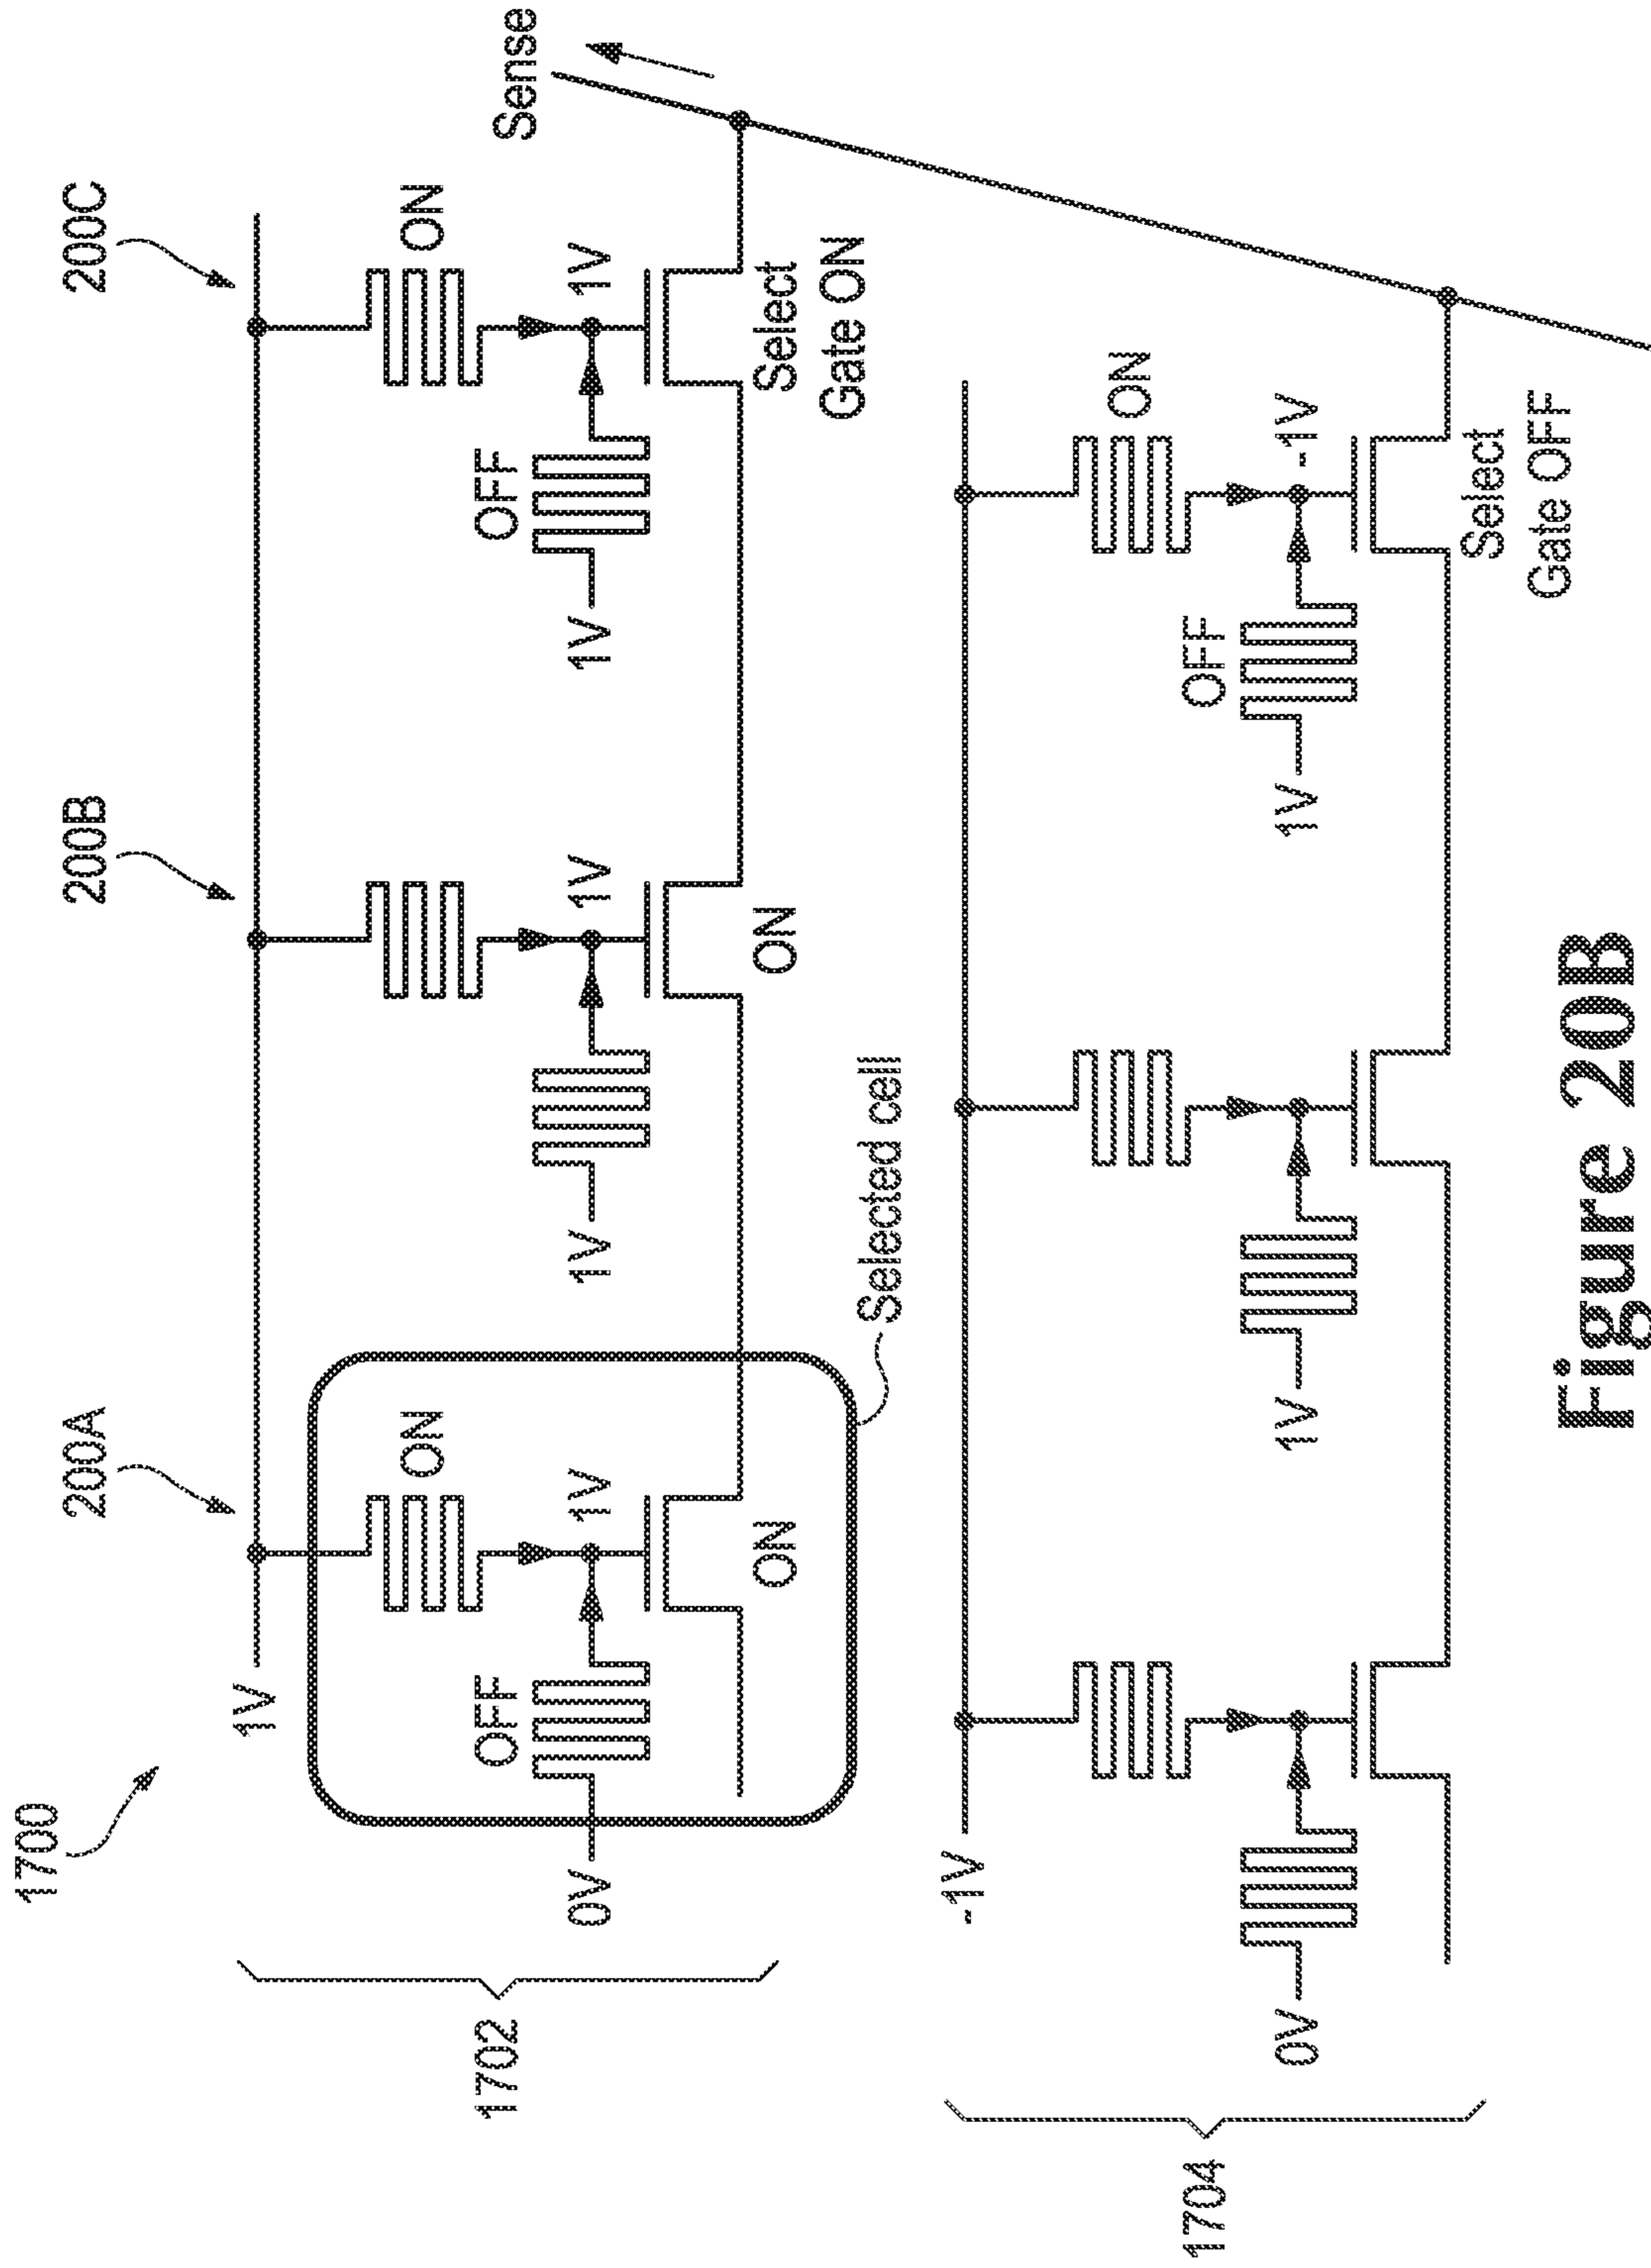 1700
200A
200B
200C
Sense
1V
ON
ON
OFF
OFF
1V
1V
1V
0V
1V
1V
ON
ON
Select
Gate ON
Selected cell
1702
-1V
ON
OFF
-1V
0V
1V
1V
Select
Gate OFF
1704
Figure 20B